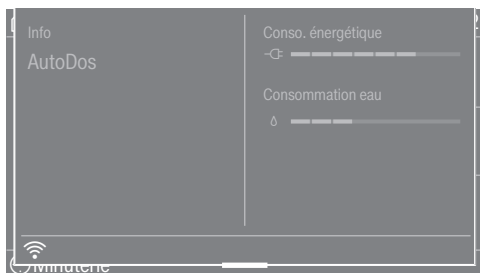 Info
AutoDos
Conso. énergétique
Consommation eau
Minuterie